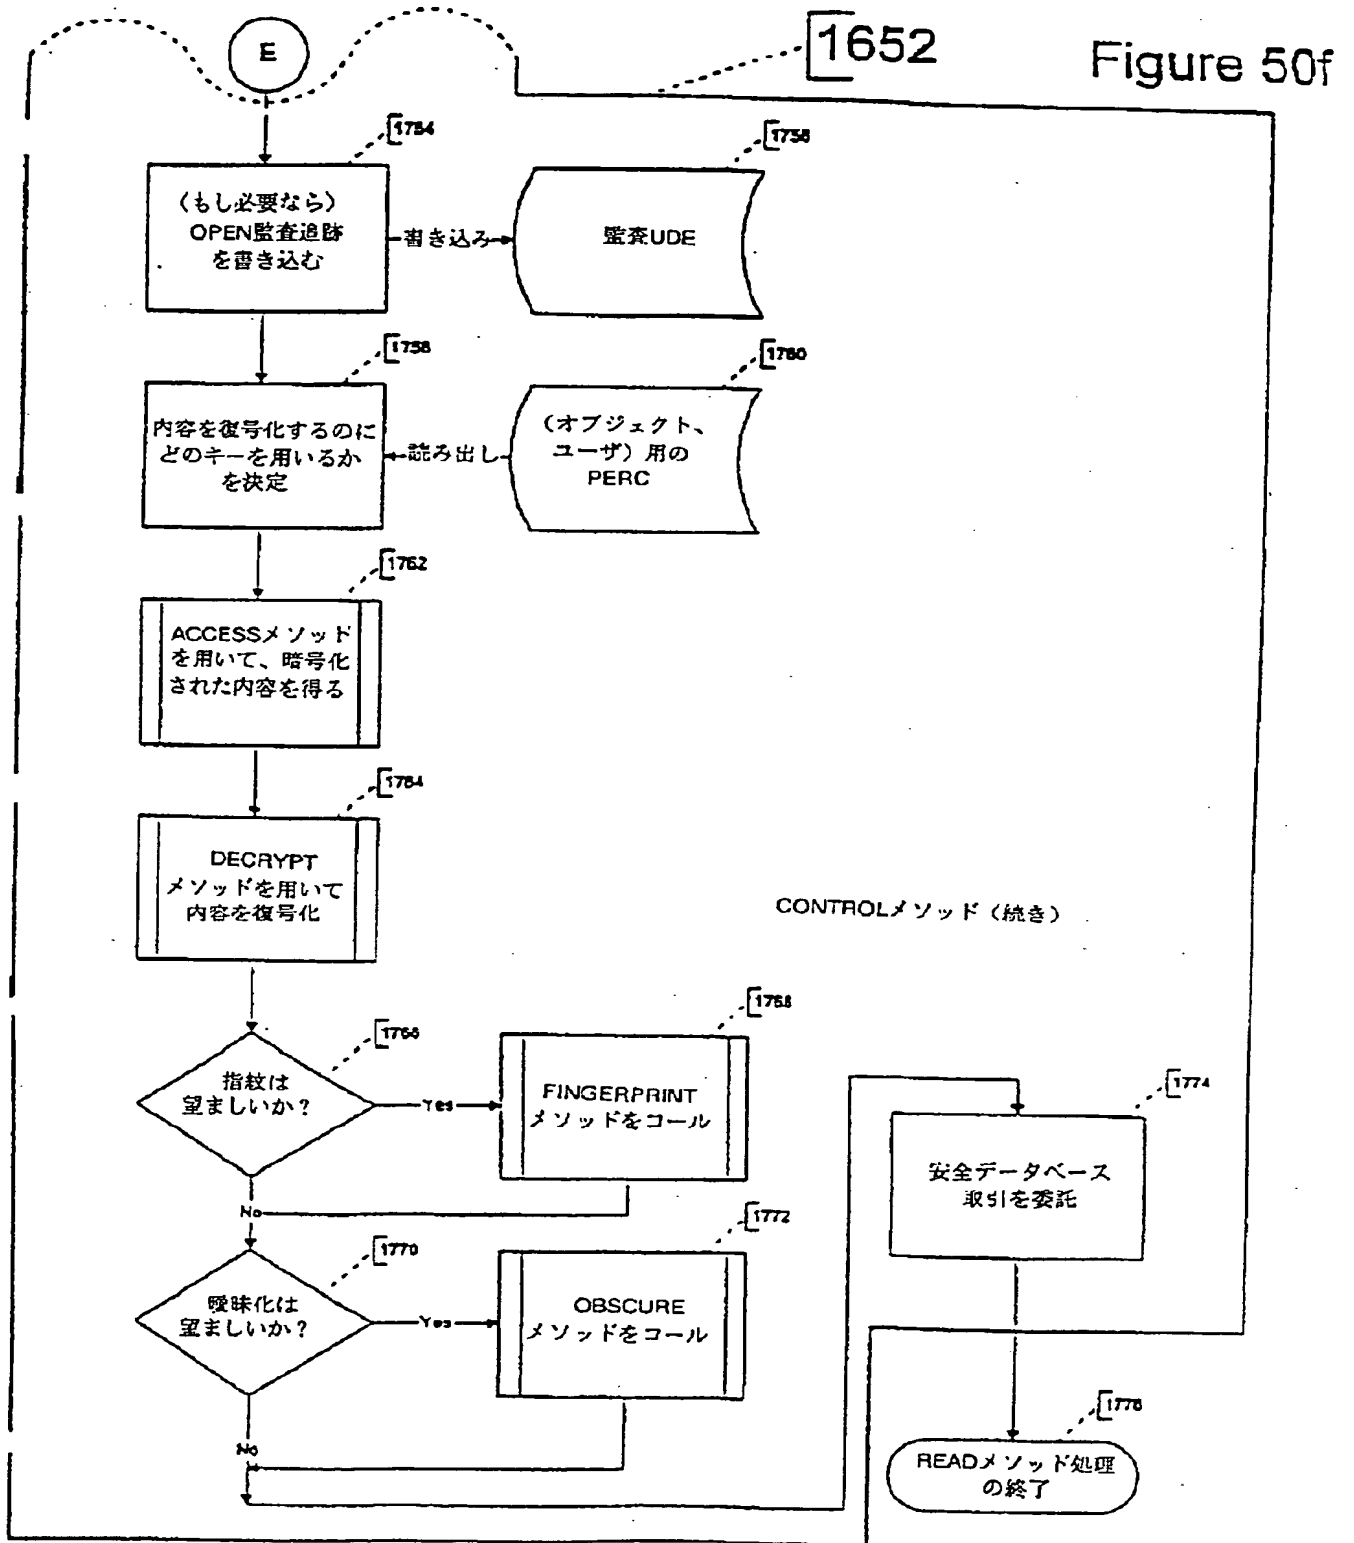 E
1652
Figure 50f
1754
(もし必要なら)
OPEN監査追跡
を書き込む
書き込み
1756
監査UDE
1758
内容を復号化するのに
どのキーを用いるか
を決定
読み出し
1760
(オブジェクト、
ユーザ)用の
PERC
1762
ACCESSメソッド
を用いて、暗号化
された内容を得る
1764
DECRYPT
メソッドを用いて
内容を復号化
CONTROLメソッド(続き)
1766
指紋は
望ましいか?
Yes
No
1768
FINGERPRINT
メソッドをコール
1770
曖昧化は
望ましいか?
Yes
No
1772
OBSCURE
メソッドをコール
1774
安全データベース
取引を委託
1776
READメソッド処理
の終了